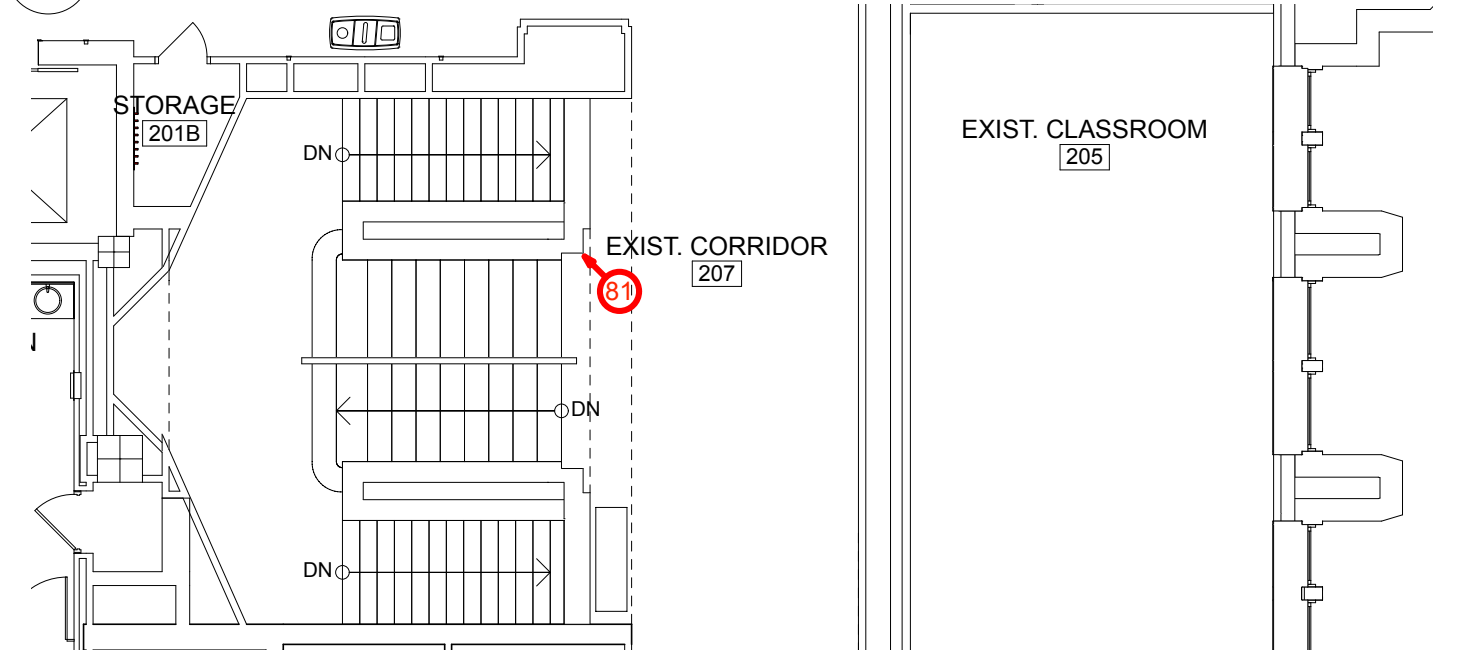 STORAGE
201B
DN
EXIST. CLASSROOM
205
EXIST. CORRIDOR
207
81
DN
DN